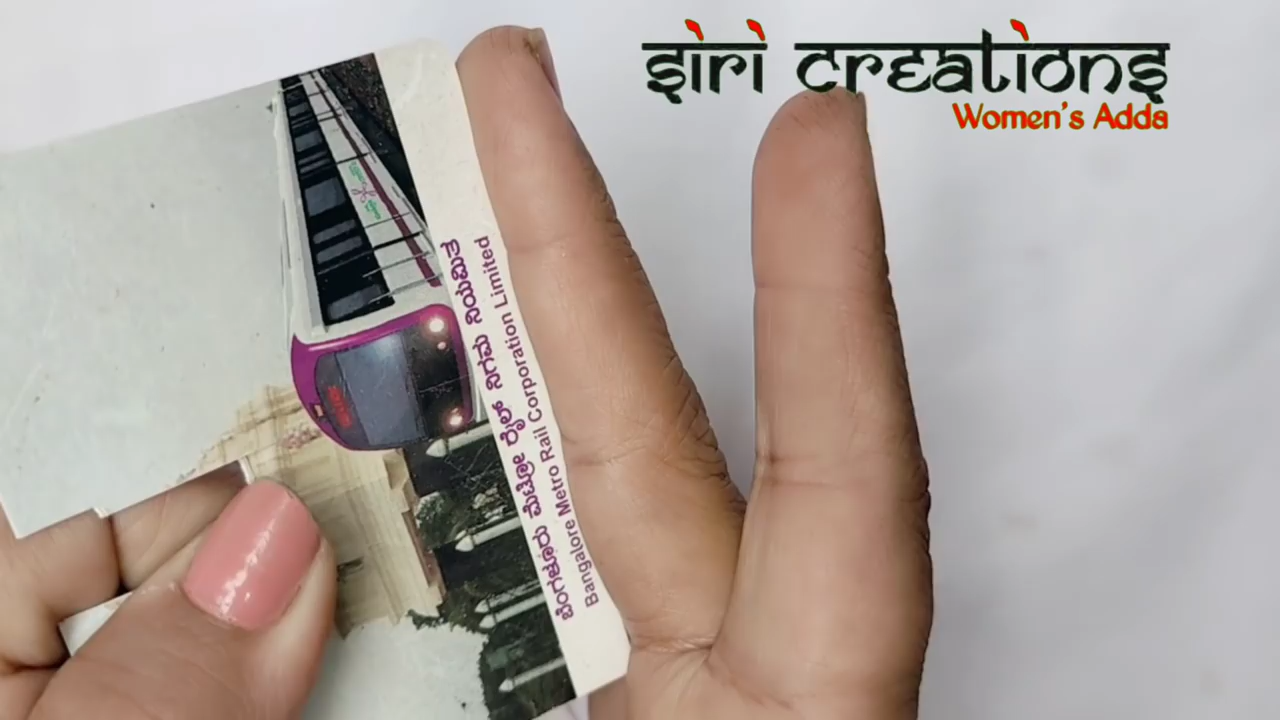 siri creations
Women's Adda
ಬೆಂಗಳೂರು ಮೆಟ್ರೋ ರೈಲ್ ನಿಗಮ ನಿಯಮಿತ
Bangalore Metro Rail Corporation Limited